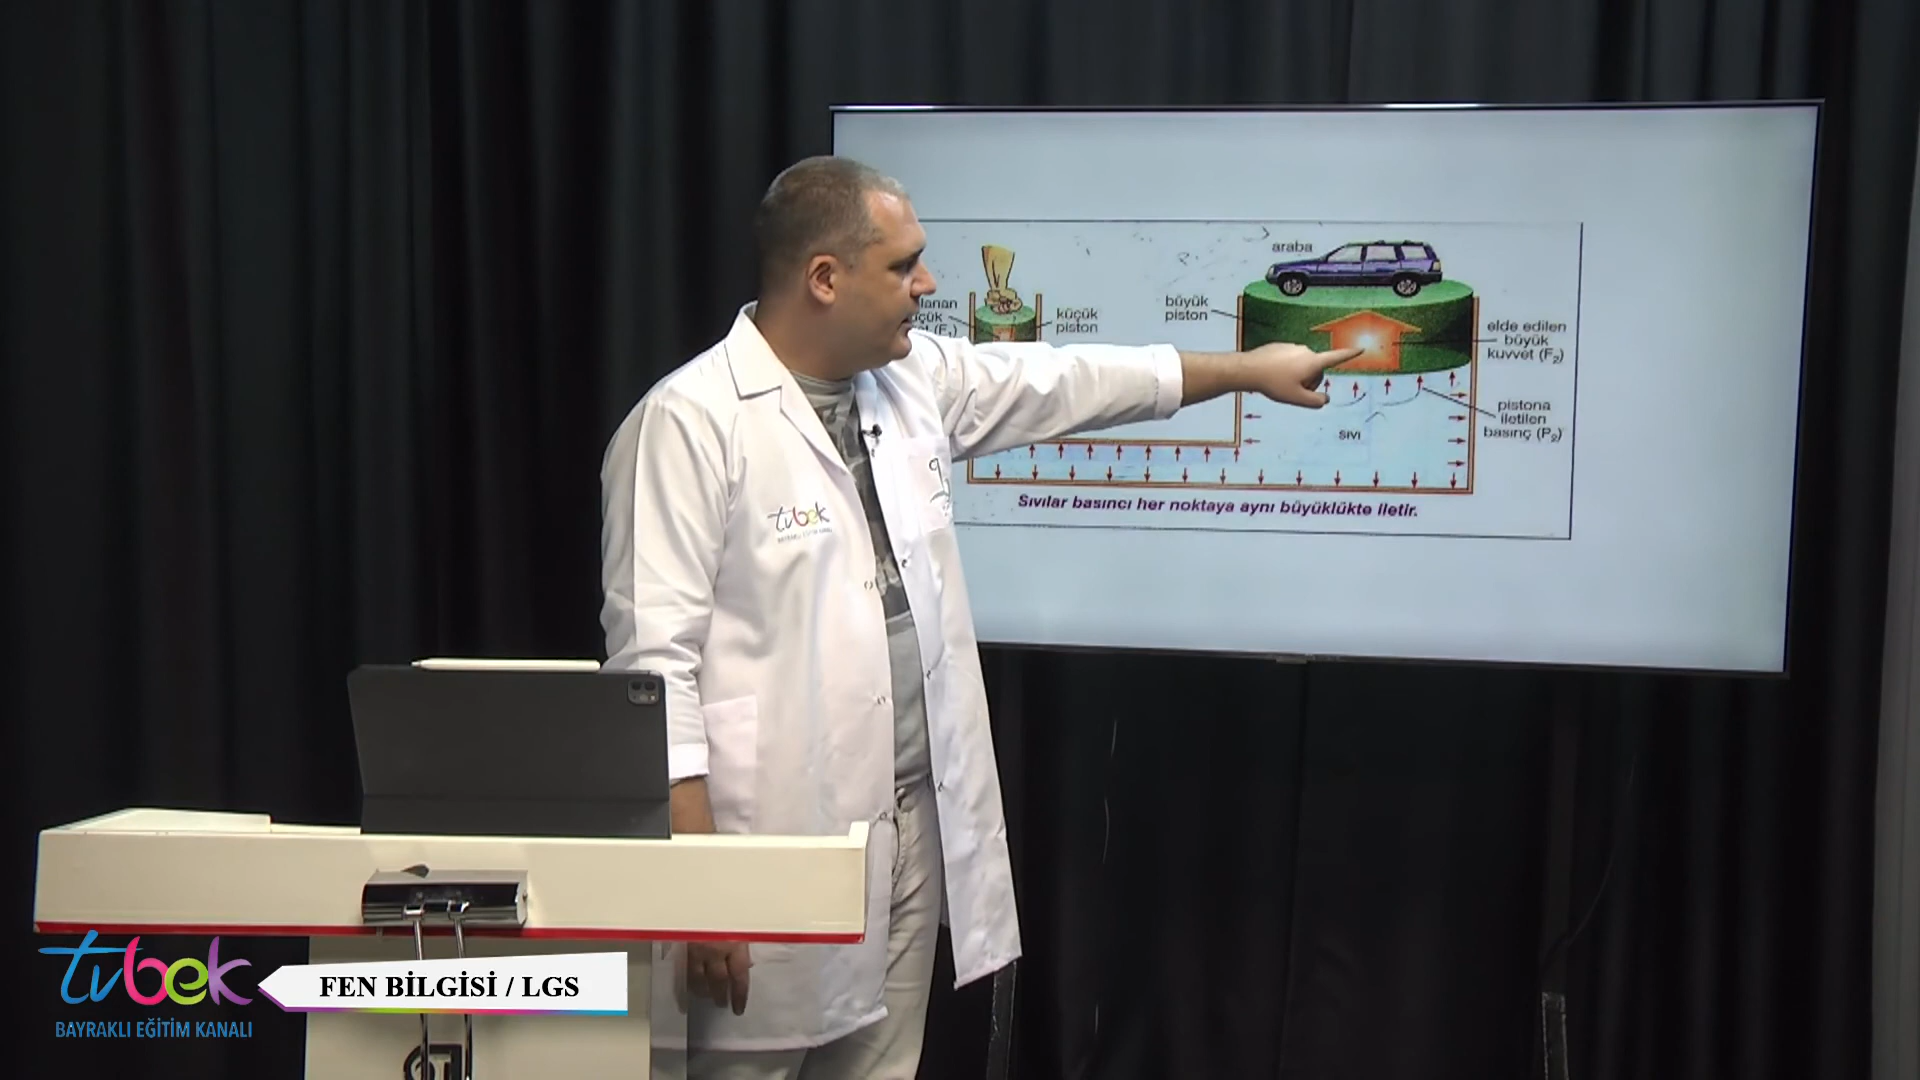 araba
lanan
küçük
piston
büyük
piston
elde edilen
büyük
kuvvet (F₂)
pistona
iletilen
basınç (P₂)
sıvı
Sıvılar basıncı her noktaya aynı büyüklükte iletir.
tvbek
tvbek
BAYRAKLI EĞİTİM KANALI
FEN BİLGİSİ / LGS